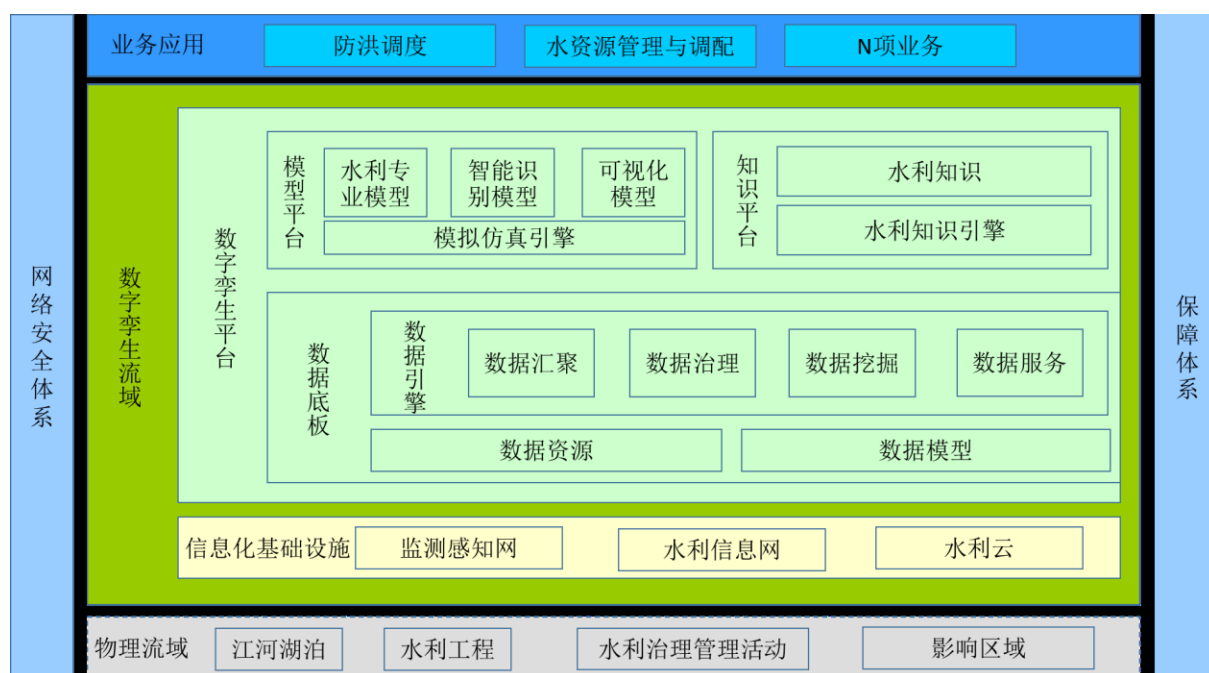 业务应用
防洪调度
水资源管理与调配
N项业务
网络安全体系
数字孪生流域
数字孪生平台
模型平台
水利专
业模型
智能识
别模型
可视化
模型
模拟仿真引擎
知识平台
水利知识
水利知识引擎
数据底板
数据引擎
数据汇聚
数据治理
数据挖掘
数据服务
数据资源
数据模型
信息化基础设施
监测感知网
水利信息网
水利云
物理流域
江河湖泊
水利工程
水利治理管理活动
影响区域
保障体系